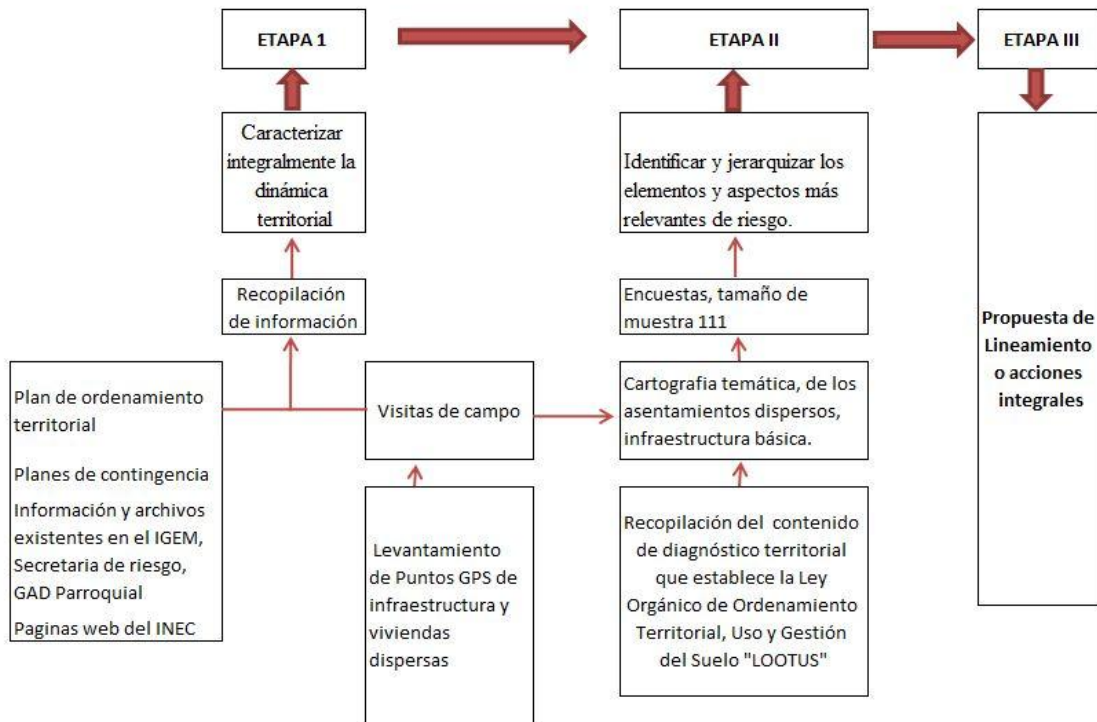 ETAPA 1
ETAPA II
ETAPA III
Caracterizar
integralmente la
dinámica
territorial
Identificar y jerarquizar los
elementos y aspectos más
relevantes de riesgo.
Recopilación
de información
Encuestas, tamaño de
muestra 111
Propuesta de
Lineamiento
o acciones
integrales
Plan de ordenamiento
territorial
Planes de contingencia
Información y archivos
existentes en el IGEM,
Secretaria de riesgo,
GAD Parroquial
Paginas web del INEC
Visitas de campo
Cartografia temática, de los
asentamientos dispersos,
infraestructura básica.
Levantamiento
de Puntos GPS de
infraestructura y
viviendas
dispersas
Recopilación del contenido
de diagnóstico territorial
que establece la Ley
Orgánico de Ordenamiento
Territorial, Uso y Gestión
del Suelo "LOOTUS"